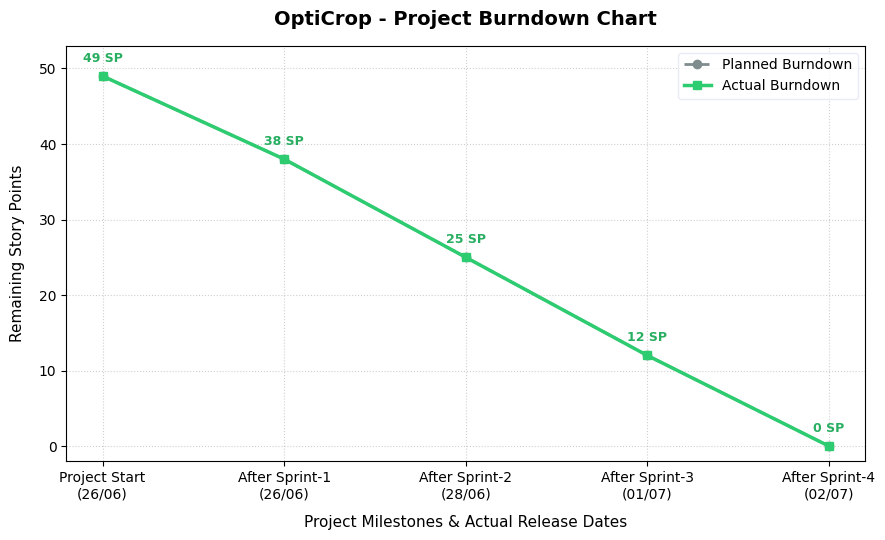 OptiCrop - Project Burndown Chart
49 SP
38 SP
25 SP
12 SP
0 SP
Planned Burndown
Actual Burndown
Remaining Story Points
50
40
30
20
10
0
Project Start
(26/06)
After Sprint-1
(26/06)
After Sprint-2
(28/06)
After Sprint-3
(01/07)
After Sprint-4
(02/07)
Project Milestones & Actual Release Dates